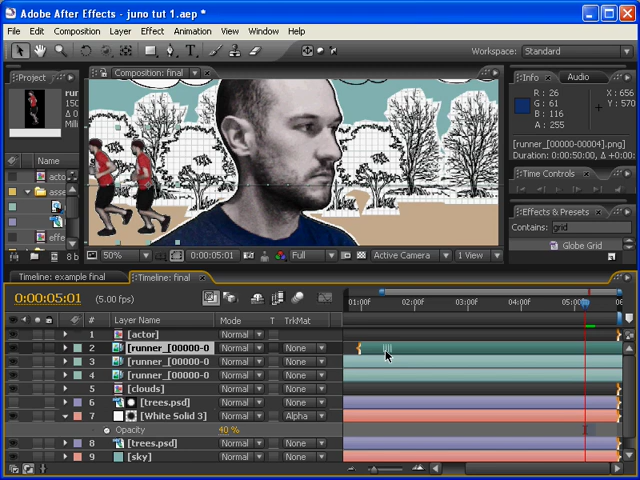 Adobe After Effects - juno tut 1.aep *
File Edit Composition Layer Effect Animation View Window Help
Workspace: Standard
Project
Composition: final
Info Audio
R: 26
G: 61
B: 116
A: 255
X: 656
Y: 570
[runner_[00000-00004].png]
Duration: 0:00:50:00, Δ +0:00:
Time Controls
Effects & Presets
Contains: grid
Globe Grid
Name
50% 0:00:05:01 Full Active Camera 1 View
8 b
Timeline: example final Timeline: final
0:00:05:01 (5.00 fps)
01:00f 02:00f 03:00f 04:00f
# Layer Name Mode T TrkMat
1 [actor] Normal
2 [runner_[00000-0 Normal None
3 [runner_[00000-0 Normal None
4 [runner_[00000-0 Normal None
5 [clouds] Normal None
6 [trees.psd] Normal None
7 [White Solid 3] Normal Alpha
Opacity 40 %
8 [trees.psd] Normal None
9 [sky] Normal None